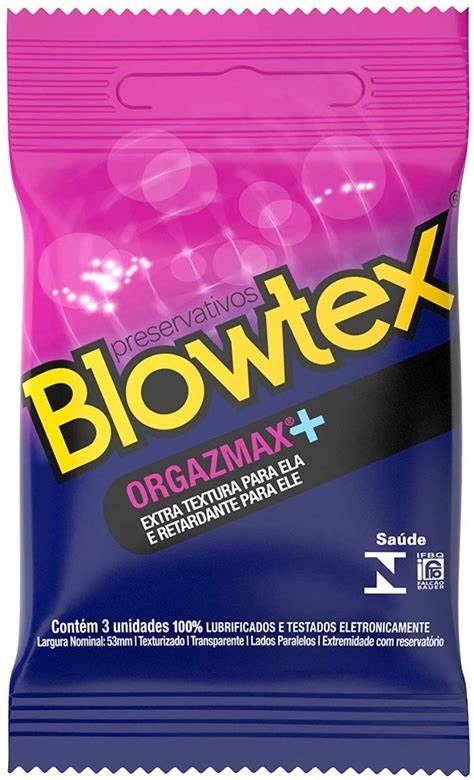 preservativos
Blowtex®
ORGAZMAX®+
EXTRA TEXTURA PARA ELA
E RETARDANTE PARA ELE
Saúde
IFBQ
FALCÃO
BAUER
Contém 3 unidades 100% LUBRIFICADOS E TESTADOS ELETRONICAMENTE
Largura Nominal: 53mm | Texturizado | Transparente | Lados Paralelos | Extremidade com reservatório